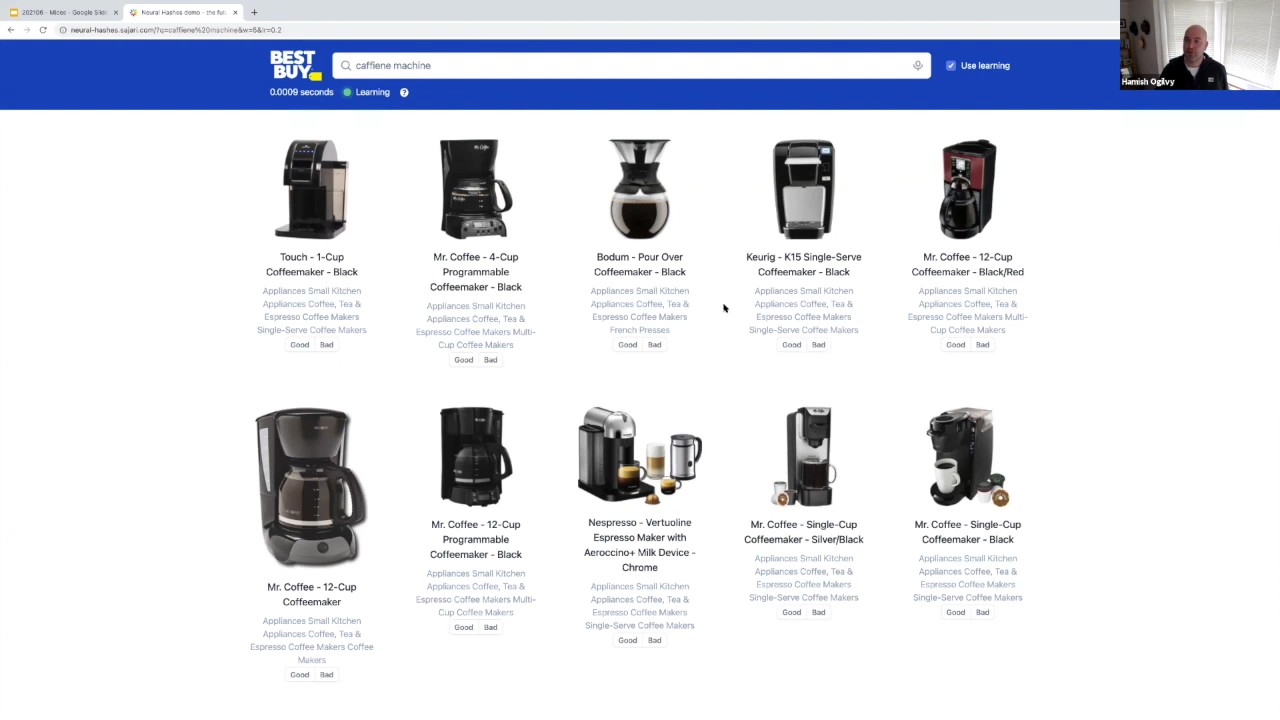 202106 - Mices - Google Slide
Neural Hashes demo - the futu
neural-hashes.sajari.com/?q=caffiene%20machine&w=5&lr=0.2
Hamish Ogilvy
BEST
BUY
caffiene machine
Use learning
0.0009 seconds
Learning
?
Touch - 1-Cup
Coffeemaker - Black
Appliances Small Kitchen
Appliances Coffee, Tea &
Espresso Coffee Makers
Single-Serve Coffee Makers
Good Bad
Mr. Coffee - 4-Cup
Programmable
Coffeemaker - Black
Appliances Small Kitchen
Appliances Coffee, Tea &
Espresso Coffee Makers Multi-
Cup Coffee Makers
Good Bad
Bodum - Pour Over
Coffeemaker - Black
Appliances Small Kitchen
Appliances Coffee, Tea &
Espresso Coffee Makers
French Presses
Good Bad
Keurig - K15 Single-Serve
Coffeemaker - Black
Appliances Small Kitchen
Appliances Coffee, Tea &
Espresso Coffee Makers
Single-Serve Coffee Makers
Good Bad
Mr. Coffee - 12-Cup
Coffeemaker - Black/Red
Appliances Small Kitchen
Appliances Coffee, Tea &
Espresso Coffee Makers Multi-
Cup Coffee Makers
Good Bad
Mr. Coffee - 12-Cup
Coffeemaker
Appliances Small Kitchen
Appliances Coffee, Tea &
Espresso Coffee Makers Coffee
Makers
Good Bad
Mr. Coffee - 12-Cup
Programmable
Coffeemaker - Black
Appliances Small Kitchen
Appliances Coffee, Tea &
Espresso Coffee Makers Multi-
Cup Coffee Makers
Good Bad
Nespresso - Vertuoline
Espresso Maker with
Aeroccino+ Milk Device -
Chrome
Appliances Small Kitchen
Appliances Coffee, Tea &
Espresso Coffee Makers
Single-Serve Coffee Makers
Good Bad
Mr. Coffee - Single-Cup
Coffeemaker - Silver/Black
Appliances Small Kitchen
Appliances Coffee, Tea &
Espresso Coffee Makers
Single-Serve Coffee Makers
Good Bad
Mr. Coffee - Single-Cup
Coffeemaker - Black
Appliances Small Kitchen
Appliances Coffee, Tea &
Espresso Coffee Makers
Single-Serve Coffee Makers
Good Bad